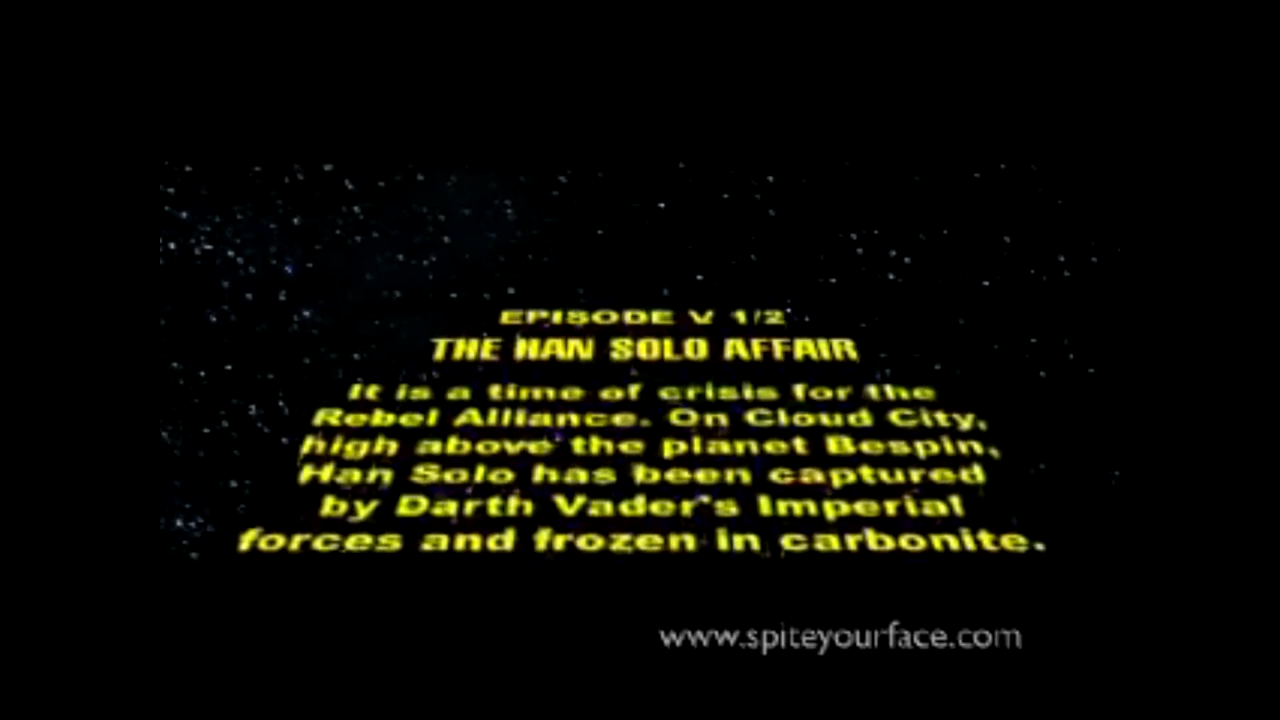 EPISODE V 1/2
THE HAN SOLO AFFAIR
It is a time of crisis for the
Rebel Alliance. On Cloud City,
high above the planet Bespin,
Han Solo has been captured
by Darth Vader's Imperial
forces and frozen in carbonite.
www.spiteyourface.com